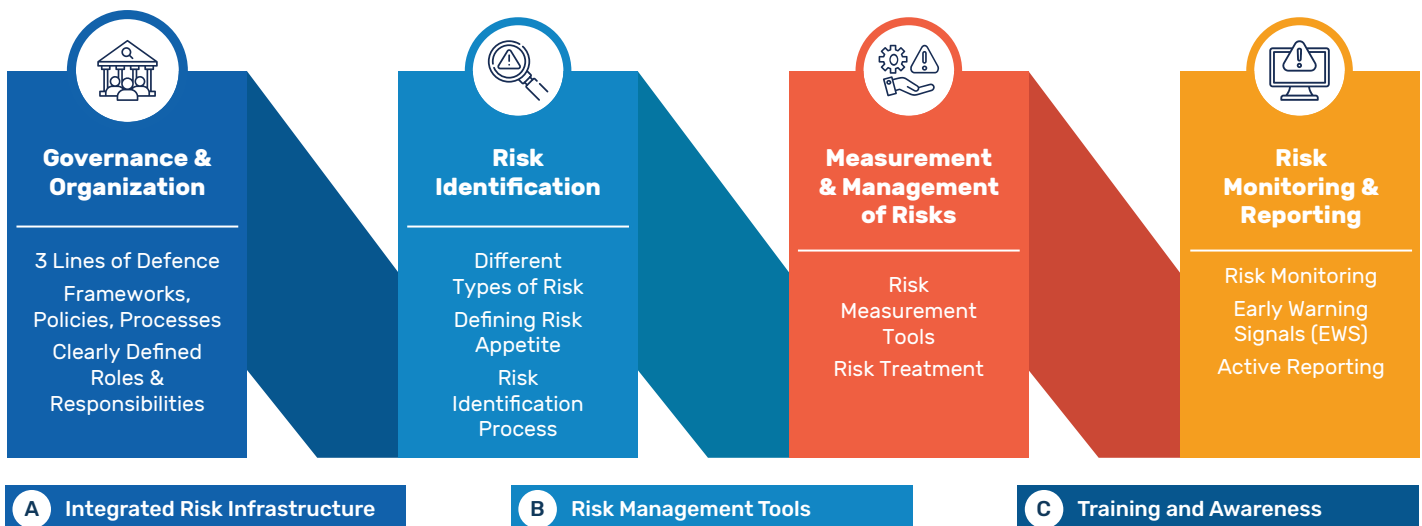 Governance &
Organization
3 Lines of Defence
Frameworks,
Policies, Processes
Clearly Defined
Roles &
Responsibilities
Risk
Identification
Different
Types of Risk
Defining Risk
Appetite
Risk
Identification
Process
Measurement
& Management
of Risks
Risk
Measurement
Tools
Risk Treatment
Risk
Monitoring &
Reporting
Risk Monitoring
Early Warning
Signals (EWS)
Active Reporting
A Integrated Risk Infrastructure
B Risk Management Tools
C Training and Awareness